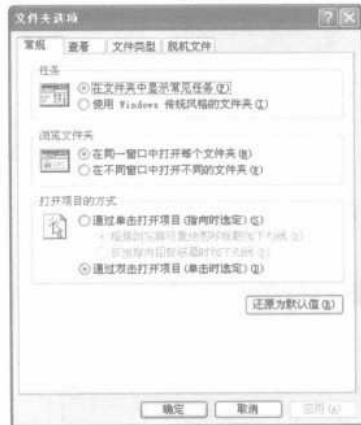 文件夹选项
常规 查看 文件类型 脱机文件
任务
在文件夹中显示常见任务(F)
使用 Windows 传统风格的文件夹(I)
浏览文件夹
在同一窗口中打开每个文件夹(M)
在不同窗口中打开不同的文件夹(W)
打开项目的方式
通过单击打开项目(指向时选定)(S)
通过双击打开项目(单击时选定)(D)
还原为默认值(R)
确定 取消 应用(A)